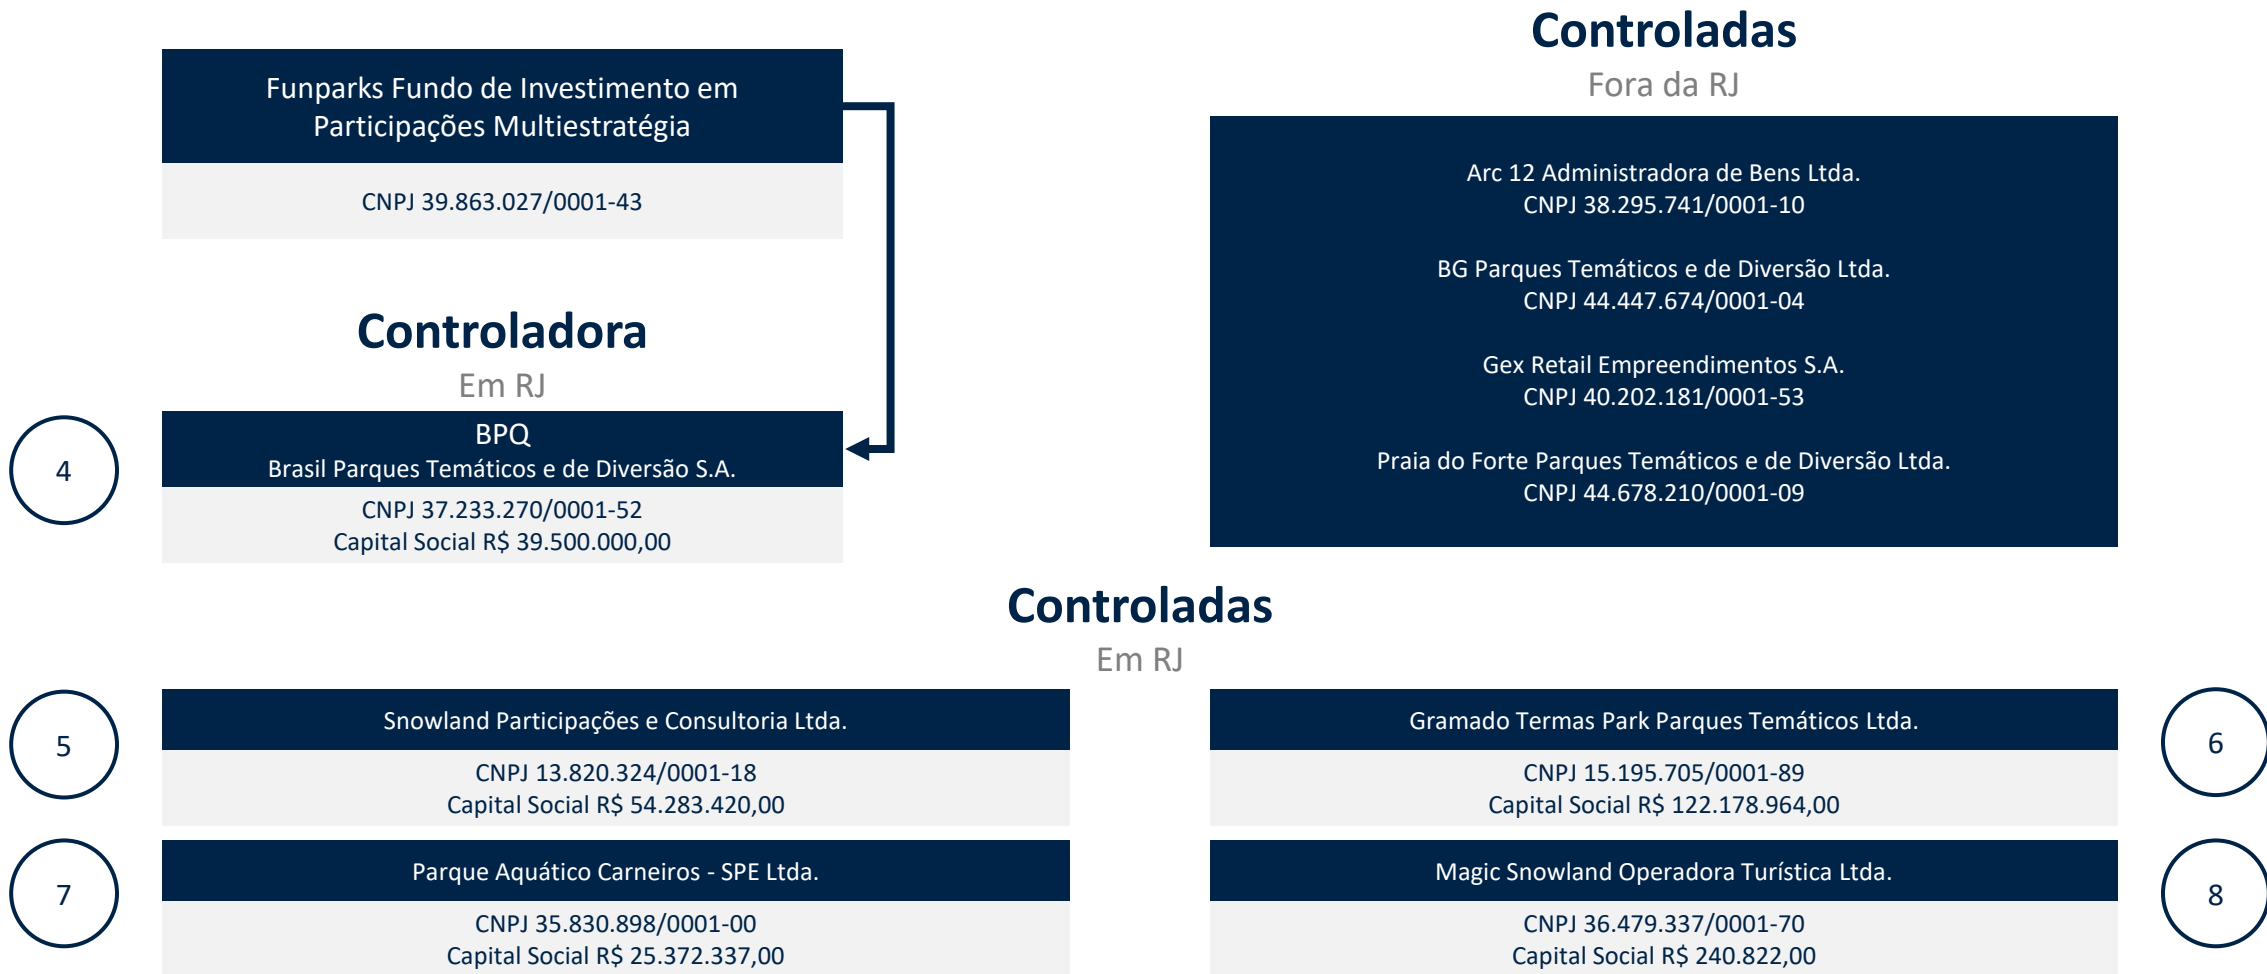 Funparks Fundo de Investimento em
Participações Multiestratégia
CNPJ 39.863.027/0001-43
Controladora
Em RJ
4
BPQ
Brasil Parques Temáticos e de Diversão S.A.
CNPJ 37.233.270/0001-52
Capital Social R$ 39.500.000,00
Controladas
Fora da RJ
Arc 12 Administradora de Bens Ltda.
CNPJ 38.295.741/0001-10
BG Parques Temáticos e de Diversão Ltda.
CNPJ 44.447.674/0001-04
Gex Retail Empreendimentos S.A.
CNPJ 40.202.181/0001-53
Praia do Forte Parques Temáticos e de Diversão Ltda.
CNPJ 44.678.210/0001-09
Controladas
Em RJ
5
Snowland Participações e Consultoria Ltda.
CNPJ 13.820.324/0001-18
Capital Social R$ 54.283.420,00
Gramado Termas Park Parques Temáticos Ltda.
CNPJ 15.195.705/0001-89
Capital Social R$ 122.178.964,00
6
7
Parque Aquático Carneiros - SPE Ltda.
CNPJ 35.830.898/0001-00
Capital Social R$ 25.372.337,00
Magic Snowland Operadora Turística Ltda.
CNPJ 36.479.337/0001-70
Capital Social R$ 240.822,00
8